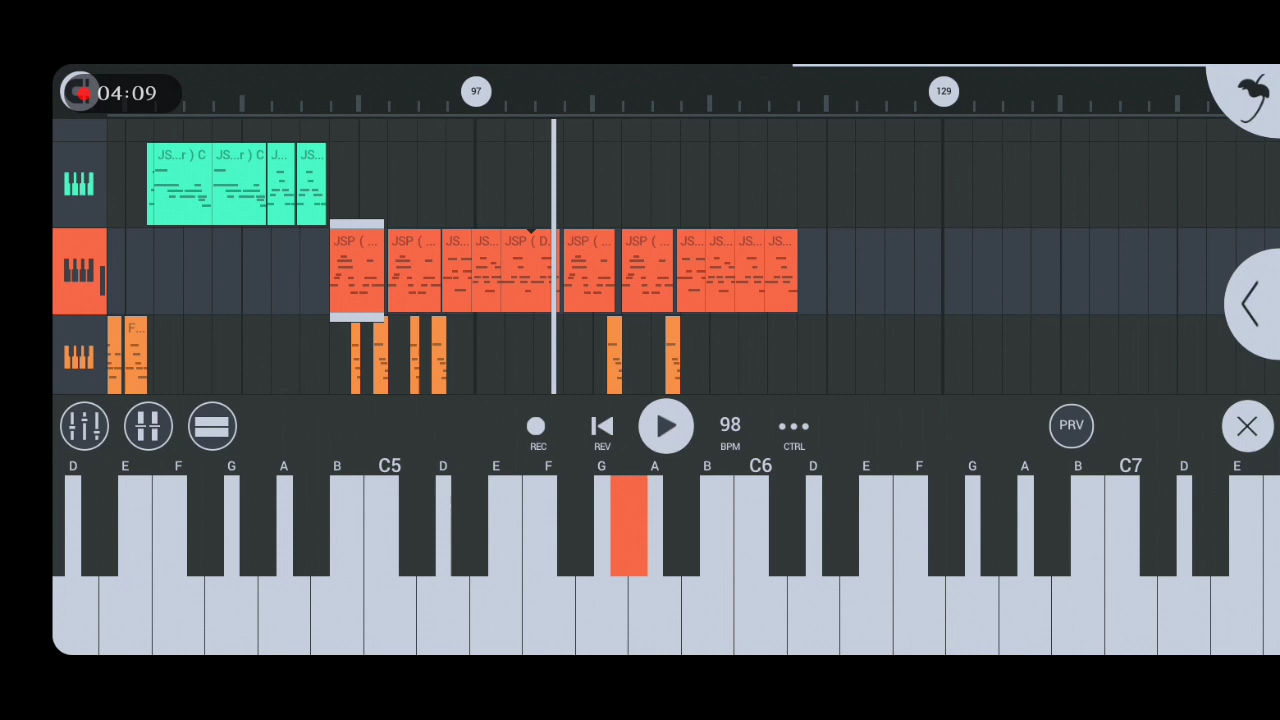 04:09
97
129
JS...r ) C JS...r ) C J... JS...
JSP ( ... JSP ( ... JS... JS... JSP ( D. JSP ( ... JSP ( ... JS... JS... JS... JS...
F...
REC
REV
98
BPM
CTRL
PRV
D E F G A B C5 D E F G A B C6 D E F G A B C7 D E